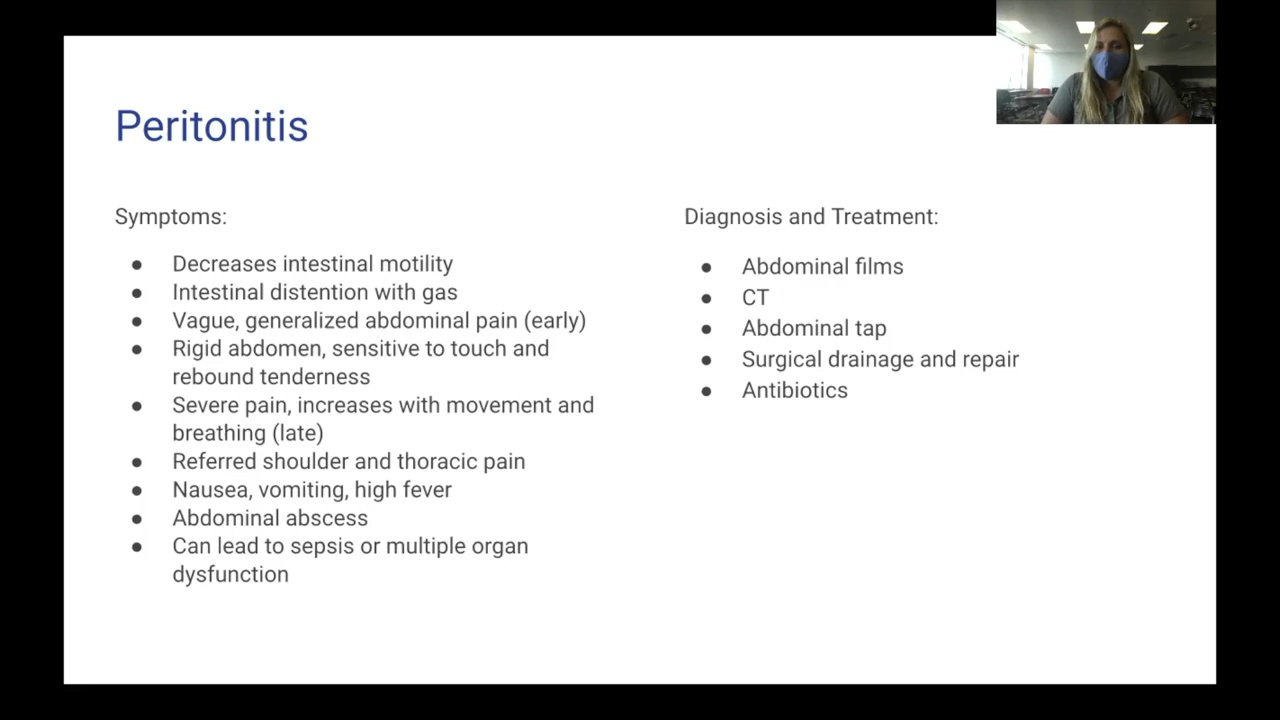 Peritonitis
Symptoms:
● Decreases intestinal motility
● Intestinal distention with gas
● Vague, generalized abdominal pain (early)
● Rigid abdomen, sensitive to touch and
rebound tenderness
● Severe pain, increases with movement and
breathing (late)
● Referred shoulder and thoracic pain
● Nausea, vomiting, high fever
● Abdominal abscess
● Can lead to sepsis or multiple organ
dysfunction
Diagnosis and Treatment:
● Abdominal films
● CT
● Abdominal tap
● Surgical drainage and repair
● Antibiotics